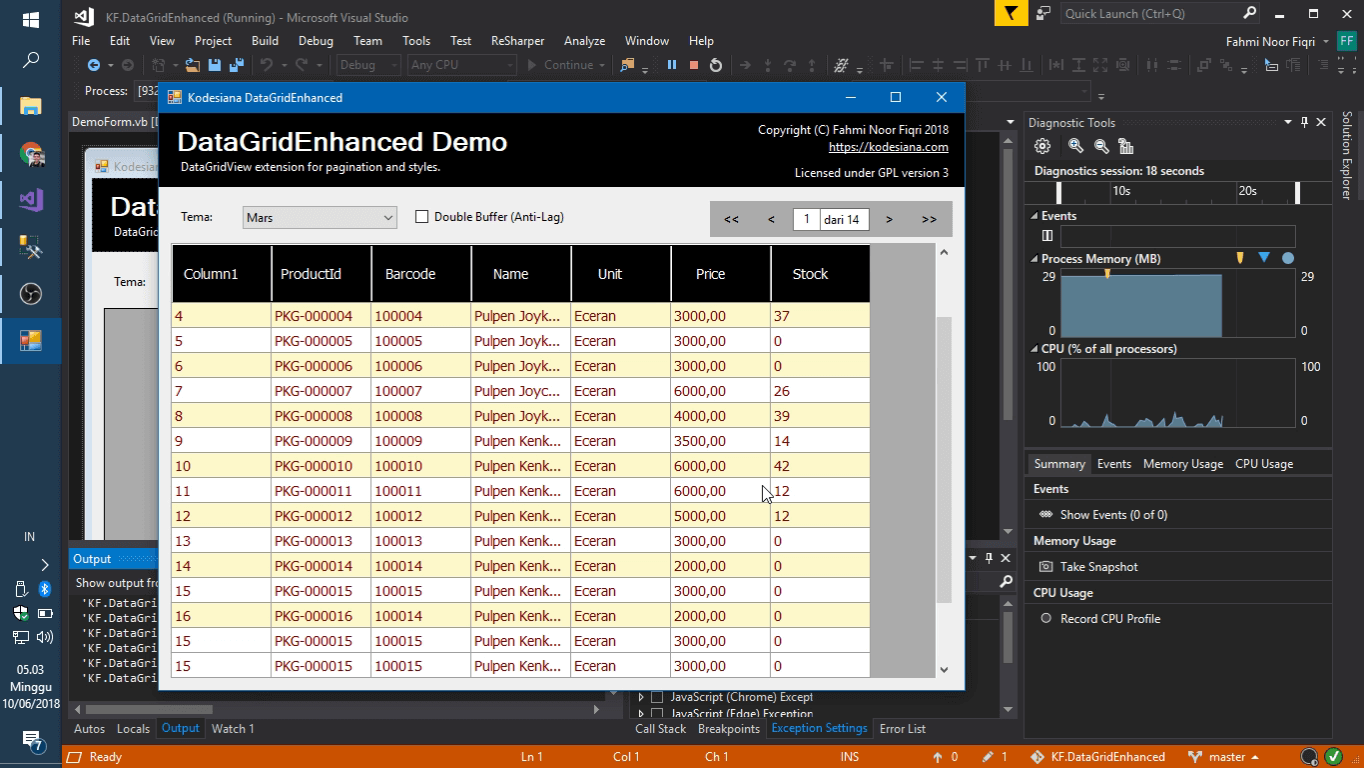 KF.DataGridEnhanced (Running) - Microsoft Visual Studio
Quick Launch (Ctrl+Q)
File Edit View Project Build Debug Team Tools Test ReSharper Analyze Window Help
Fahmi Noor Fiqri FF
Debug Any CPU Continue
Process: [932
Kodesiana DataGridEnhanced
DemoForm.vb [D
Kodesian
DataGridEnhanced Demo
DataGridView extension for pagination and styles.
Copyright (C) Fahmi Noor Fiqri 2018
https://kodesiana.com
Licensed under GPL version 3
Tema: Mars Double Buffer (Anti-Lag) << < 1 dari 14 > >>
Column1 ProductId Barcode Name Unit Price Stock
4 PKG-000004 100004 Pulpen Joyk... Eceran 3000,00 37
5 PKG-000005 100005 Pulpen Joyk... Eceran 3000,00 0
6 PKG-000006 100006 Pulpen Joyk... Eceran 3000,00 0
7 PKG-000007 100007 Pulpen Joyc... Eceran 6000,00 26
8 PKG-000008 100008 Pulpen Joyk... Eceran 4000,00 39
9 PKG-000009 100009 Pulpen Kenk... Eceran 3500,00 14
10 PKG-000010 100010 Pulpen Kenk... Eceran 6000,00 42
11 PKG-000011 100011 Pulpen Kenk... Eceran 6000,00 12
12 PKG-000012 100012 Pulpen Kenk... Eceran 5000,00 12
13 PKG-000013 100013 Pulpen Kenk... Eceran 3000,00 0
14 PKG-000014 100014 Pulpen Kenk... Eceran 2000,00 0
15 PKG-000015 100015 Pulpen Kenk... Eceran 3000,00 0
16 PKG-000016 100014 Pulpen Kenk... Eceran 2000,00 0
15 PKG-000015 100015 Pulpen Kenk... Eceran 3000,00 0
15 PKG-000015 100015 Pulpen Kenk... Eceran 3000,00 0
Data
DataGrid
Tema:
Output
Show output fro
'KF.DataGri
'KF.DataGri
'KF.DataGri
'KF.DataGri
'KF.DataGri
'KF.DataGri
JavaScript (Chrome) Except
JavaScript (Edge) Exception
Autos Locals Output Watch 1
Call Stack Breakpoints Exception Settings Error List
Diagnostic Tools
Diagnostics session: 18 seconds
10s 20s
Events
Process Memory (MB)
29 29
0 0
CPU (% of all processors)
100 100
0 0
Summary Events Memory Usage CPU Usage
Events
Show Events (0 of 0)
Memory Usage
Take Snapshot
CPU Usage
Record CPU Profile
Solution Explorer
IN
05.03
Minggu
10/06/2018
7
Ready Ln 1 Col 1 Ch 1 INS 0 1 KF.DataGridEnhanced master